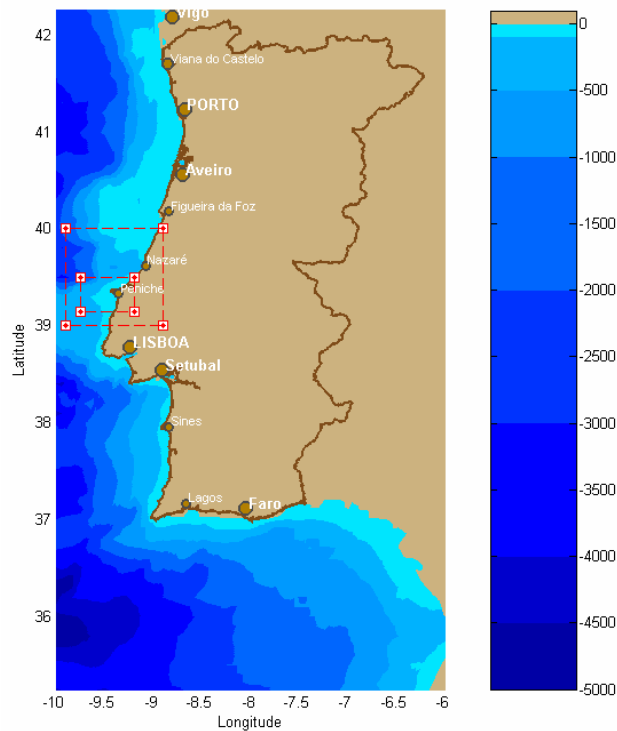 Vigo
Viana do Castelo
PORTO
Aveiro
Figueira da Foz
Nazaré
Peniche
LISBOA
Setubal
Sines
Lagos
Faro
42
41
40
39
38
37
36
Latitude
-10
-9.5
-9
-8.5
-8
-7.5
-7
-6.5
-6
Longitude
0
-500
-1000
-1500
-2000
-2500
-3000
-3500
-4000
-4500
-5000